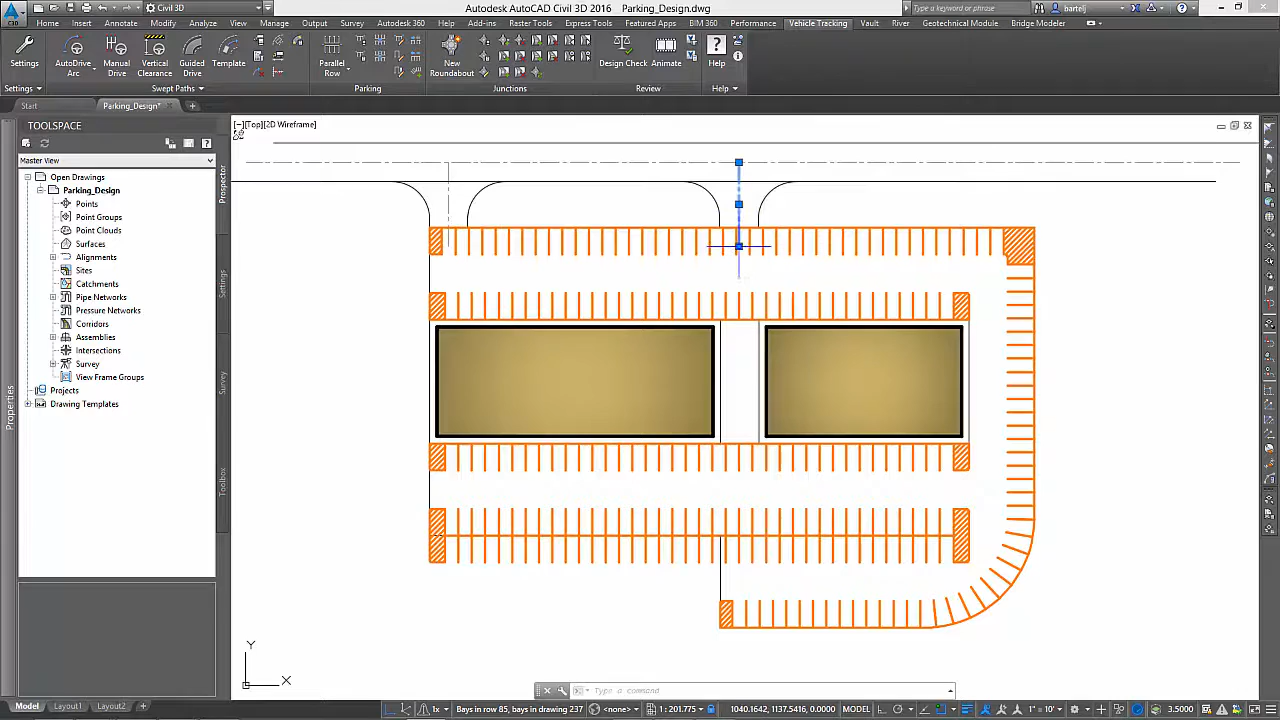 Civil 3D
Autodesk AutoCAD Civil 3D 2016 Parking_Design.dwg
Type a keyword or phrase
bartelj
CIVIL 3D
Home Insert Annotate Modify Analyze View Manage Output Survey Autodesk 360 Help Add-ins Raster Tools Express Tools Featured Apps BIM 360 Performance Vehicle Tracking Vault River Geotechnical Module Bridge Modeler
Settings
AutoDrive Arc
Manual Drive
Vertical Clearance
Guided Drive
Template
Parallel Row
New Roundabout
Design Check
Animate
Help
Settings Swept Paths Parking Junctions Review Help
Start Parking_Design*
TOOLSPACE
[−][Top][2D Wireframe]
Master View
Open Drawings
Parking_Design
Points
Point Groups
Point Clouds
Surfaces
Alignments
Sites
Catchments
Pipe Networks
Pressure Networks
Corridors
Assemblies
Intersections
Survey
View Frame Groups
Projects
Drawing Templates
Prospector
Settings
Survey
Toolbox
Properties
Y
X
Type a command
Model Layout1 Layout2
1x
Bays in row 85, bays in drawing 237
<none>
1 : 201.775
1040.1642, 1137.5416, 0.0000 MODEL
1" = 10'
3.5000